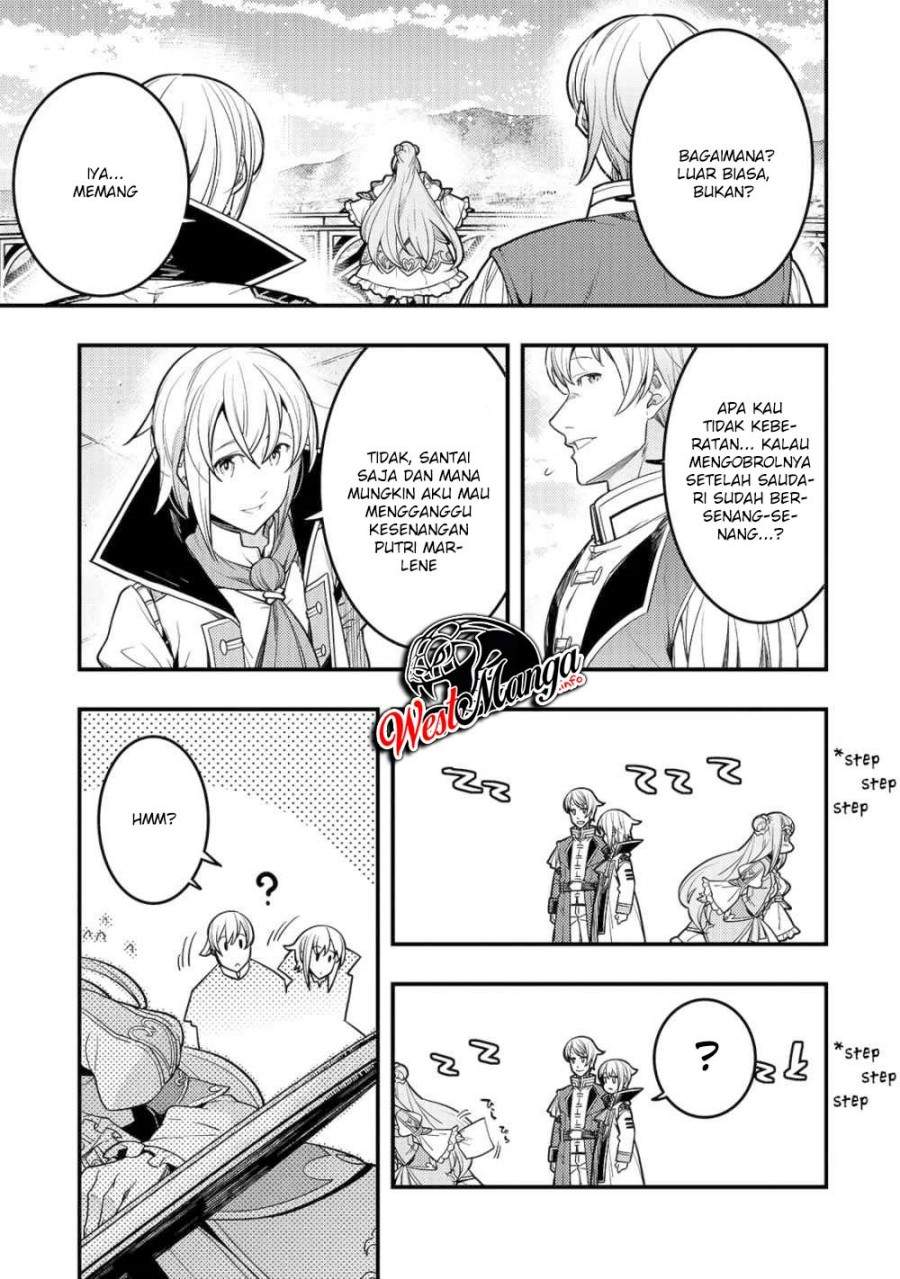 BAGAIMANA?
LUAR BIASA,
BUKAN?
IYA...
MEMANG
APA KAU
TIDAK KEBE-
RATAN... KALAU
MENGOBROLNYA
SETELAH SAUDA-
RI SUDAH BER-
SENANG-SE-
NANG...?
TIDAK, SANTAI
SAJA DAN MANA
MUNGKIN AKU MAU
MENGGANGGU
KESENANGAN
PUTRI MAR-
LENE
WestManga
.info
*step
step
step
?
*step
step
step
HMM?
?